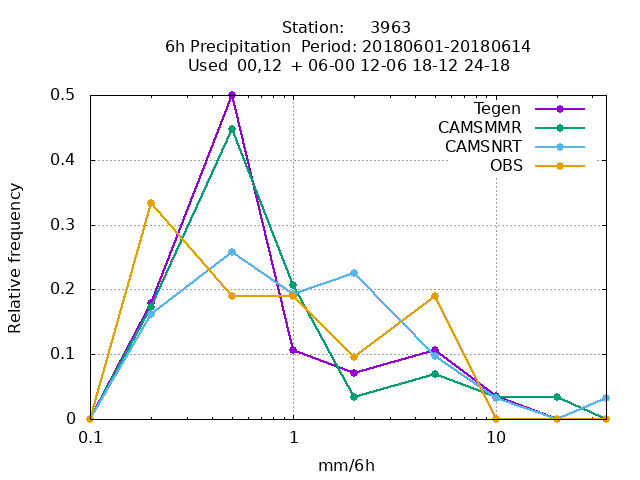 Station: 3963
6h Precipitation Period: 20180601-20180614
Used 00,12 + 06-00 12-06 18-12 24-18
Tegen
CAMSMMR
CAMSNRT
OBS
Relative frequency
0.5
0.4
0.3
0.2
0.1
0
0.1 1 10
mm/6h